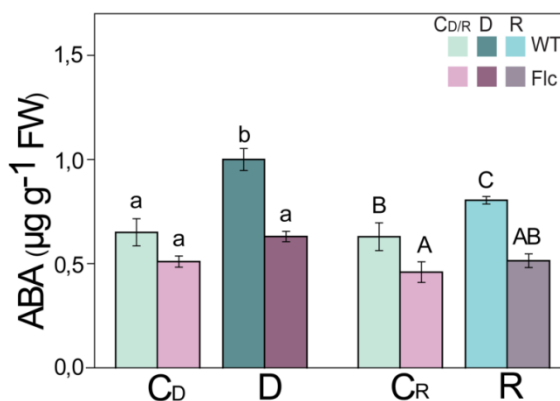 CD/R D R
WT
Flc
ABA (µg g-1 FW)
1,5
1,0
0,5
0,0
a
a
b
a
B
A
C
AB
CD
D
CR
R